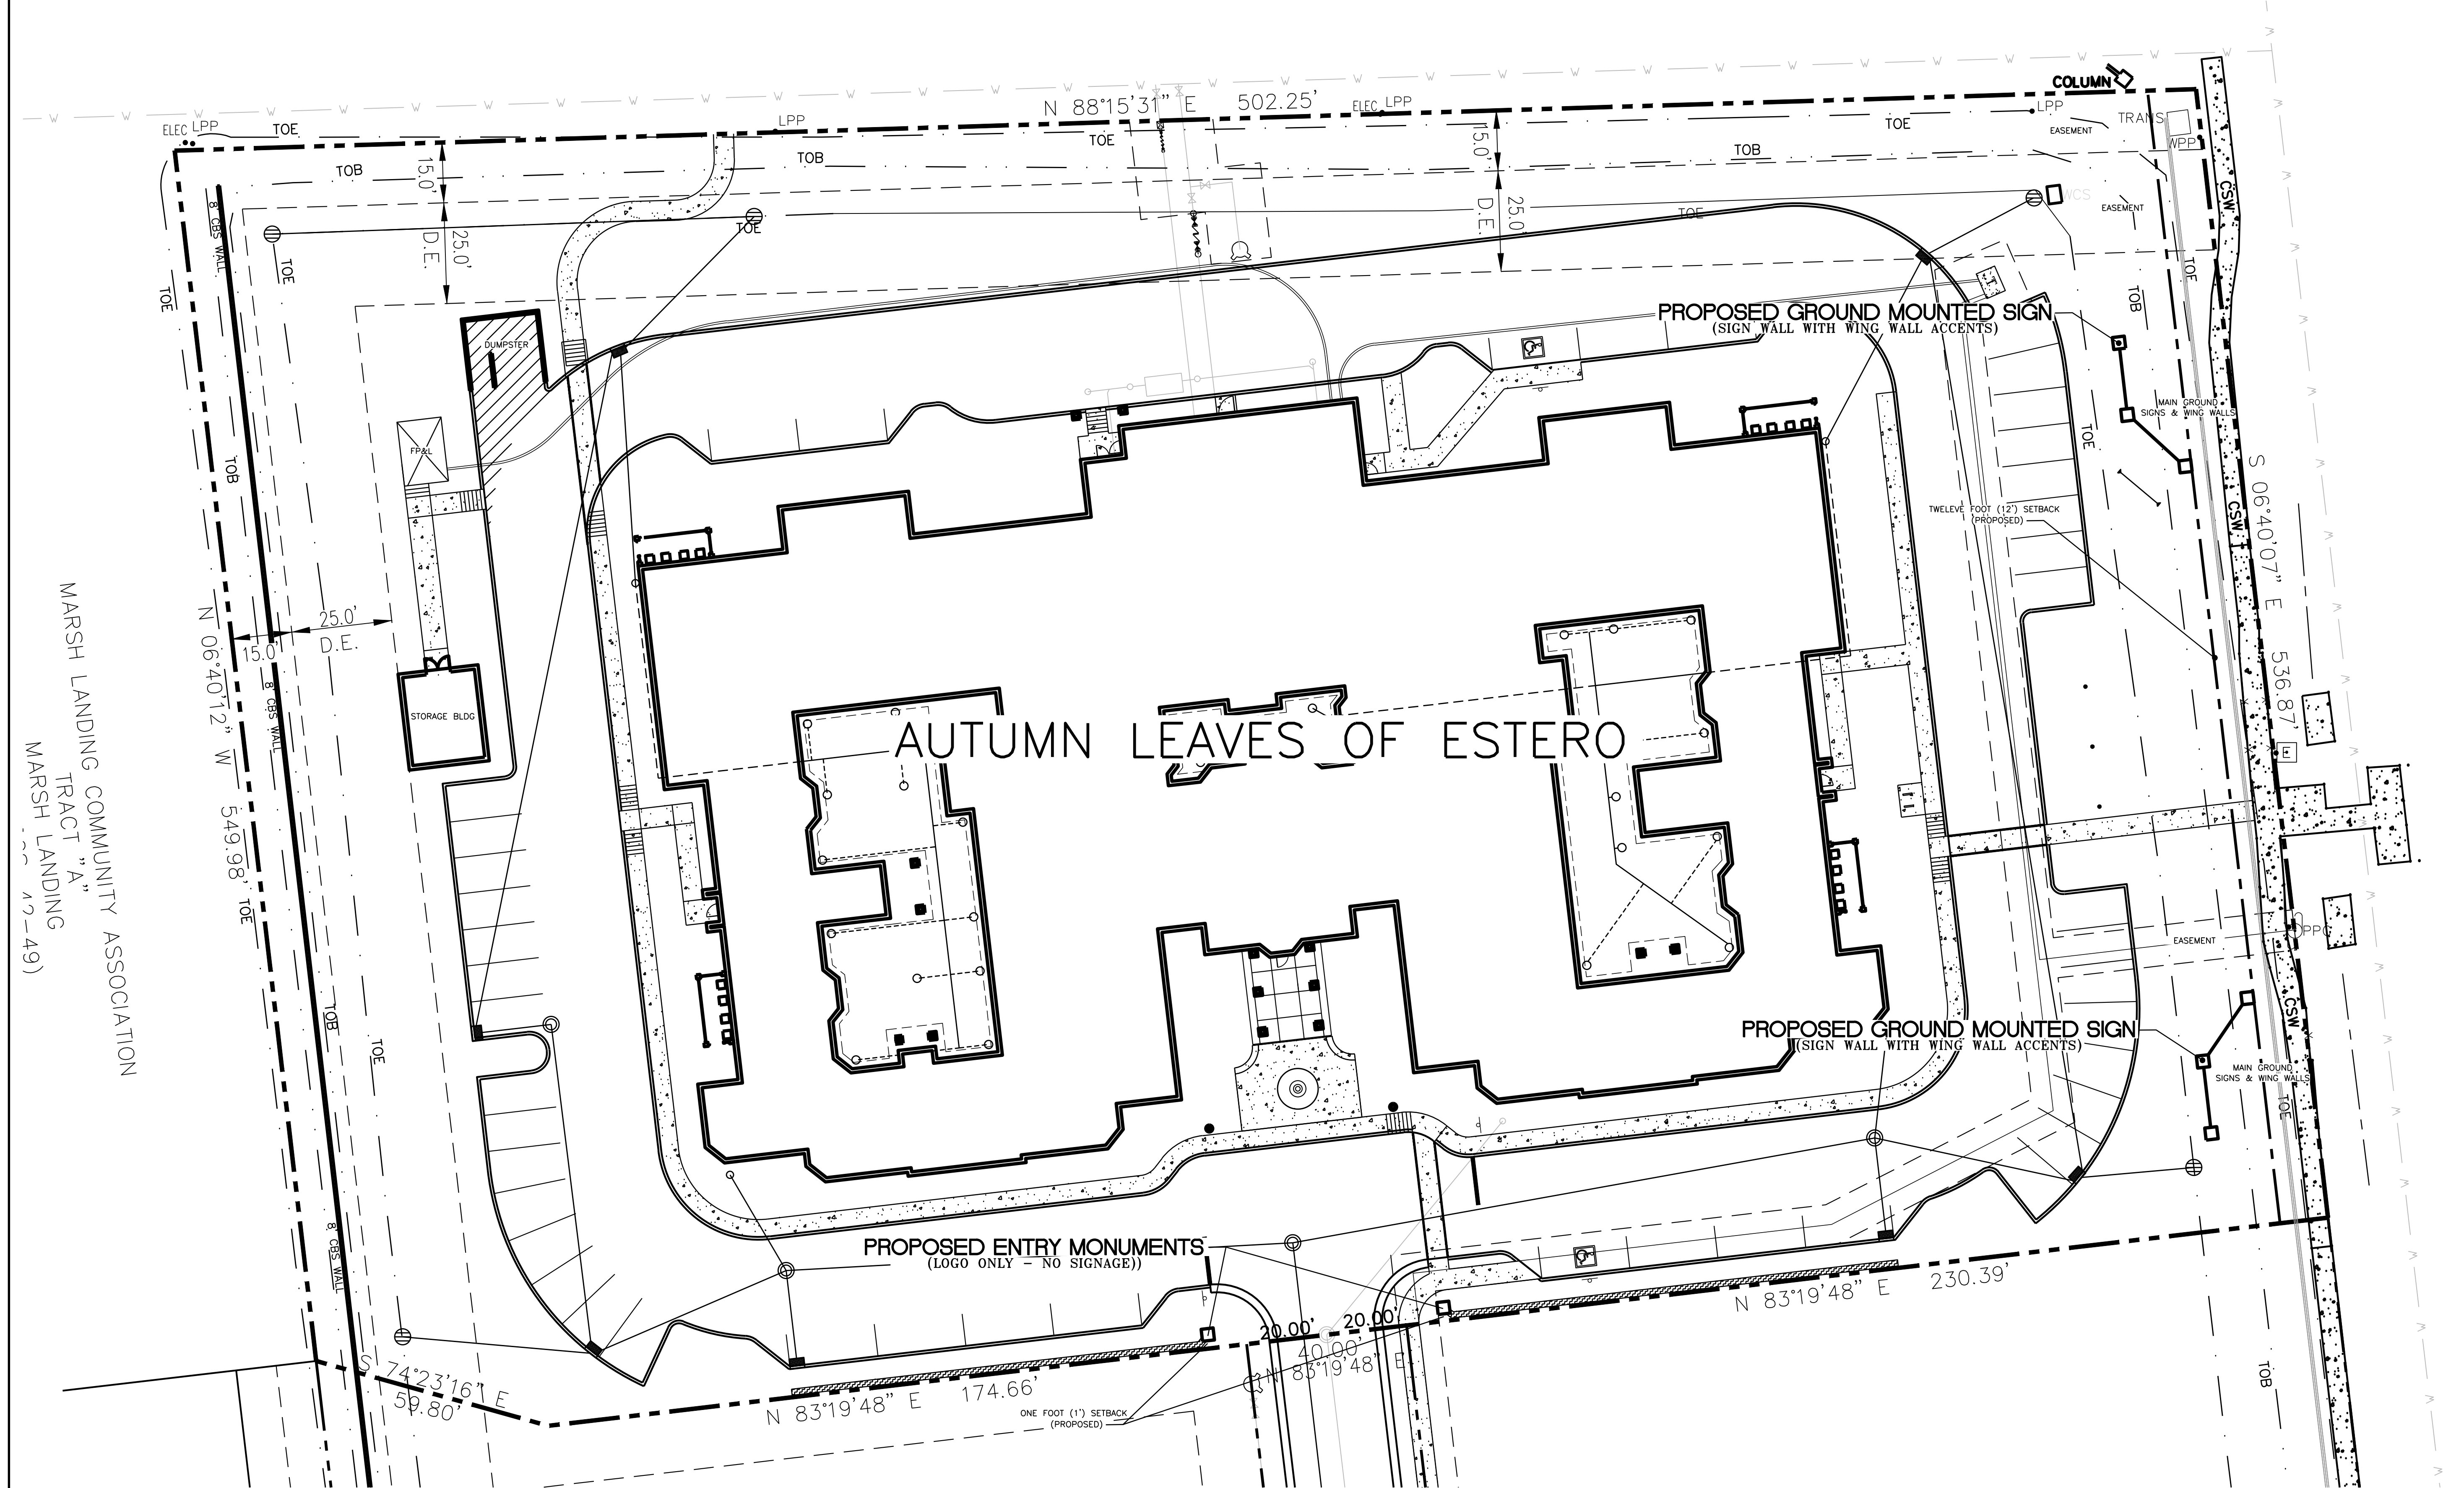 COLUMN
N 88°15'31" E 502.25'
ELEC LPP
TOE
LPP
TOE
ELEC LPP
TOE
LPP
EASEMENT
TRANS
WPP
TOB
15.0'
TOB
15.0'
TOB
CSW
8' CBS WALL
TOE
25.0'
D.E.
TOE
25.0'
D.E.
TOE
WCS
EASEMENT
TOE
TOE
TOB
PROPOSED GROUND MOUNTED SIGN
(SIGN WALL WITH WING WALL ACCENTS)
DUMPSTER
MAIN GROUND
SIGNS & WING WALLS
TOE
FP&L
TOB
S 06°40'07" E 536.87'
TWELEVE FOOT (12') SETBACK
(PROPOSED)
CSW
25.0'
D.E.
15.0'
N 06°40'12" W 549.98'
8' CBS WALL
STORAGE BLDG
AUTUMN LEAVES OF ESTERO
E
MARSH LANDING COMMUNITY ASSOCIATION
TRACT "A"
MARSH LANDING
42-49)
TOE
EASEMENT
TOB
TOE
CSW
PROPOSED GROUND MOUNTED SIGN
(SIGN WALL WITH WING WALL ACCENTS)
MAIN GROUND
SIGNS & WING WALLS
TOE
8' CBS WALL
PROPOSED ENTRY MONUMENTS
(LOGO ONLY - NO SIGNAGE))
N 83°19'48" E 230.39'
20.00'
20.00'
40.00'
N 83°19'48" E
S 74°23'16" E
59.80'
N 83°19'48" E 174.66'
ONE FOOT (1') SETBACK
(PROPOSED)
TOB